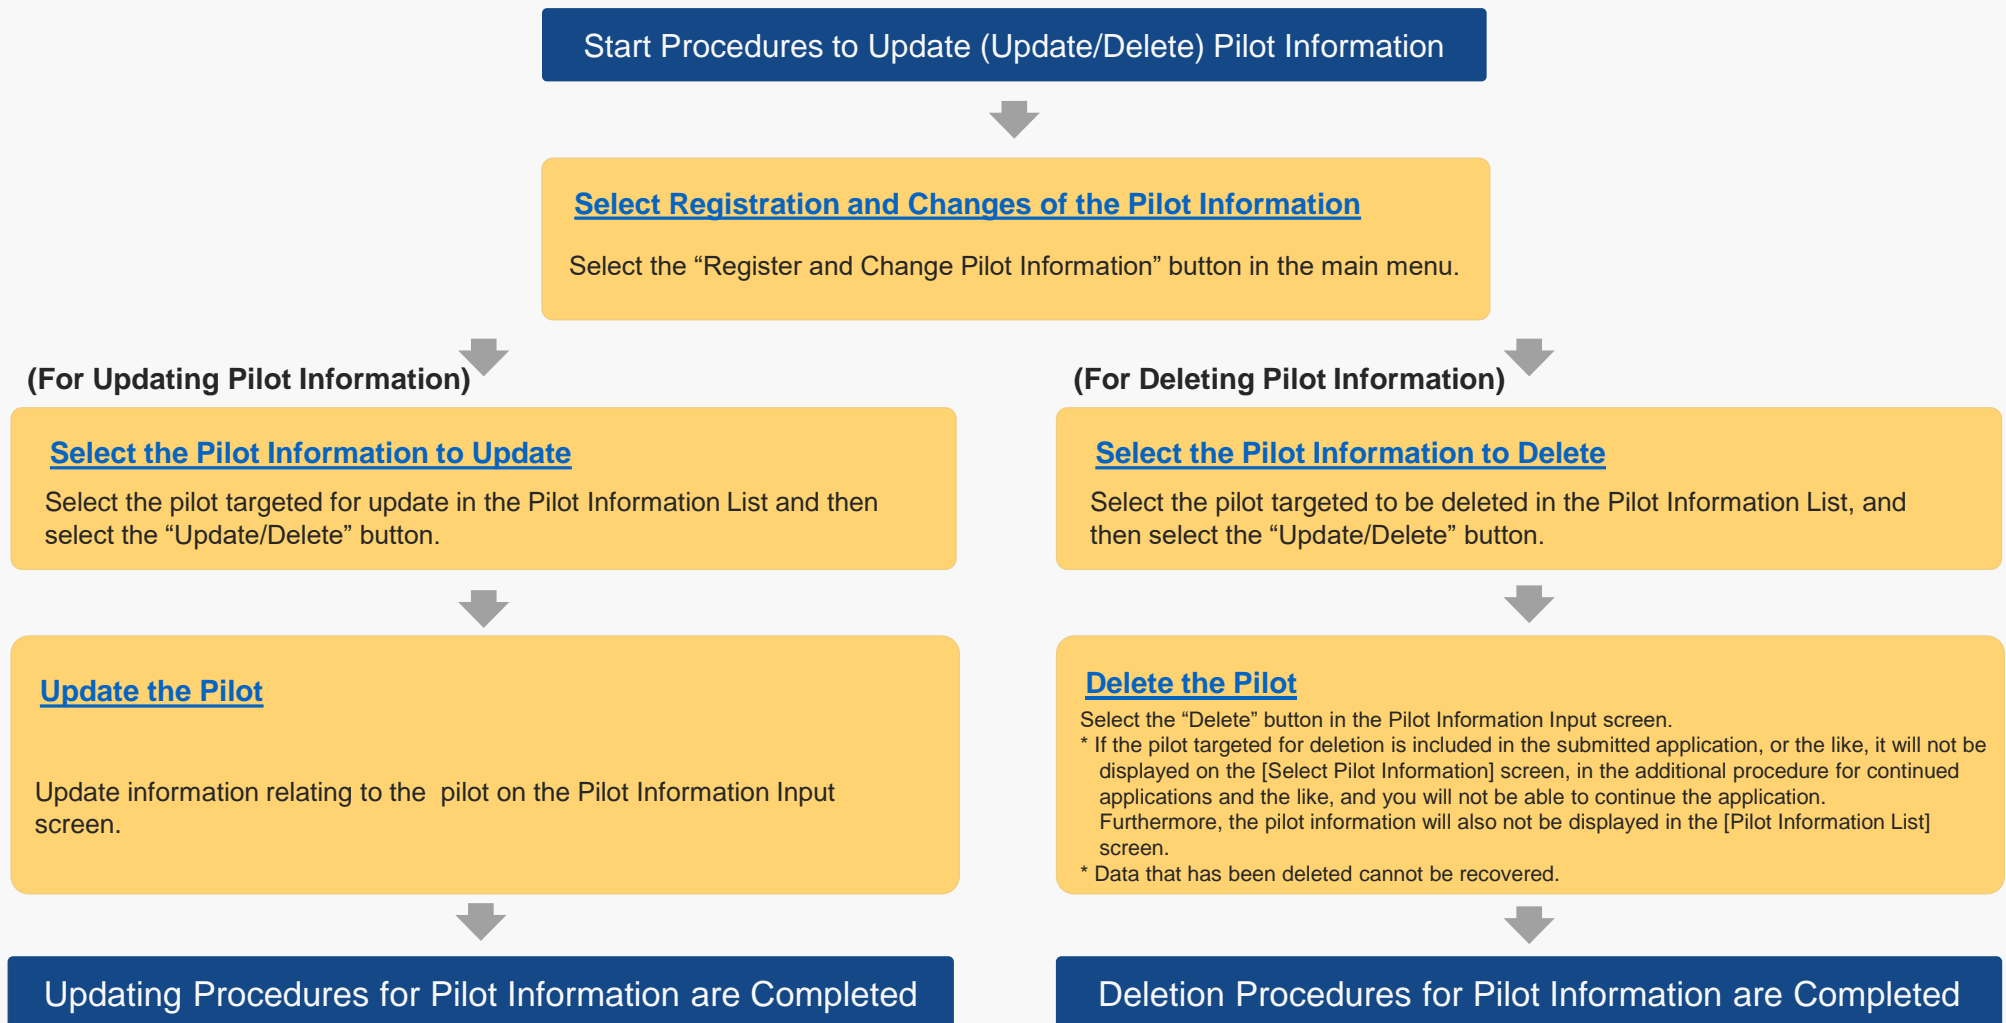 Start Procedures to Update (Update/Delete) Pilot Information
Select Registration and Changes of the Pilot Information
Select the “Register and Change Pilot Information” button in the main menu.
(For Updating Pilot Information)
Select the Pilot Information to Update
Select the pilot targeted for update in the Pilot Information List and then
select the “Update/Delete” button.
Update the Pilot
Update information relating to the pilot on the Pilot Information Input
screen.
Updating Procedures for Pilot Information are Completed
(For Deleting Pilot Information)
Select the Pilot Information to Delete
Select the pilot targeted to be deleted in the Pilot Information List, and
then select the “Update/Delete” button.
Delete the Pilot
Select the “Delete” button in the Pilot Information Input screen.
* If the pilot targeted for deletion is included in the submitted application, or the like, it will not be
displayed on the [Select Pilot Information] screen, in the additional procedure for continued
applications and the like, and you will not be able to continue the application.
Furthermore, the pilot information will also not be displayed in the [Pilot Information List]
screen.
* Data that has been deleted cannot be recovered.
Deletion Procedures for Pilot Information are Completed